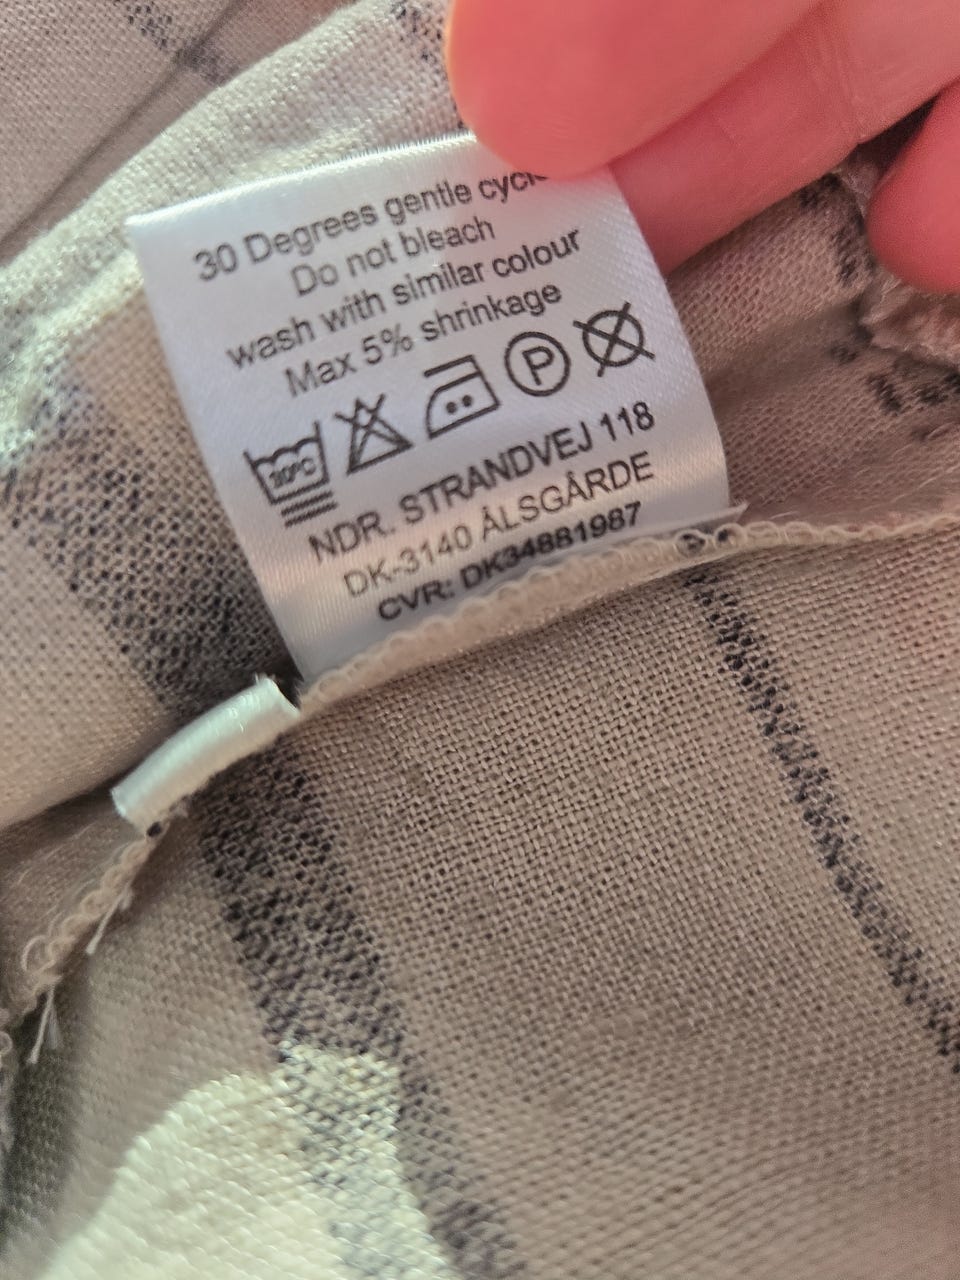 30 Degrees gentle cycle
Do not bleach
wash with similar colour
Max 5% shrinkage
30°C P
NDR. STRANDVEJ 118
DK-3140 ÅLSGÅRDE
CVR: DK34881987